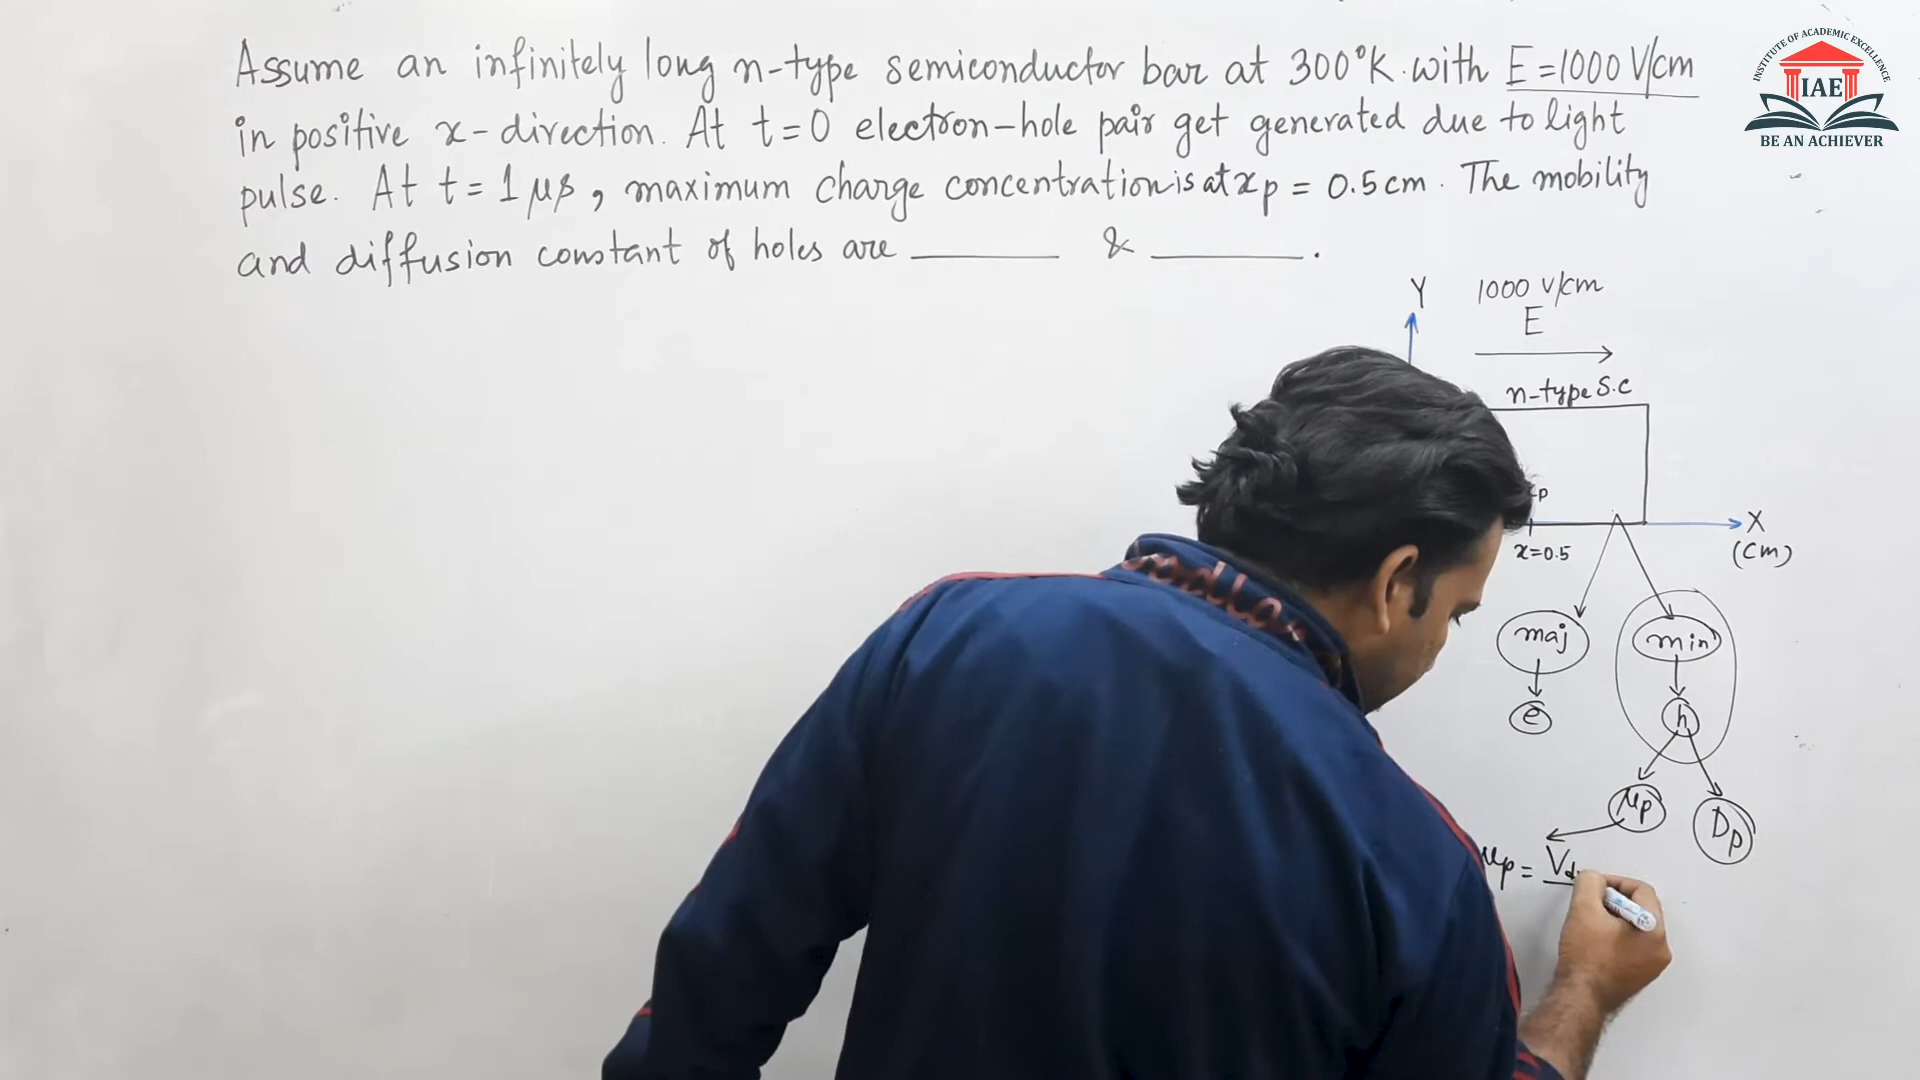 Assume an infinitely long n-type semiconductor bar at 300°K. with E = 1000 V/cm
in positive x-direction. At t = 0 electron-hole pair get generated due to light
pulse. At t = 1 μs, maximum charge concentration is at xp = 0.5 cm. The mobility
and diffusion constant of holes are ______ & ______.
INSTITUTE OF ACADEMIC EXCELLENCE
IAE
BE AN ACHIEVER
Y
1000 V/cm
E
n-type S.C
X
(cm)
x=0.5
maj
min
e
h
μp
Dp
μp =